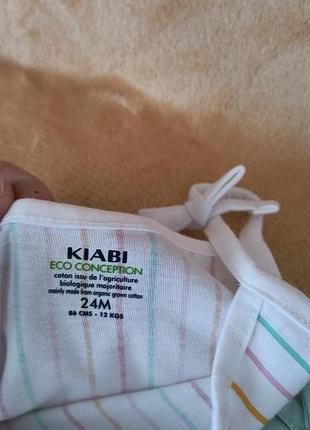 KIABI
ECO CONCEPTION
coton issu de l'agriculture
biologique majoritaire
mainly made from organic grown cotton
24M
86 CMS - 12 KGS